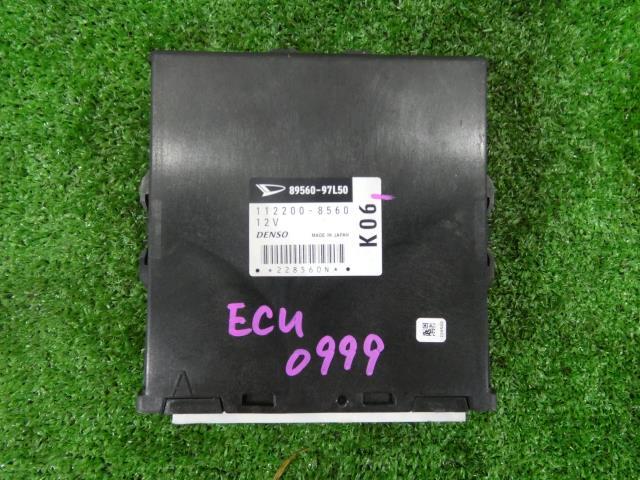 89560-97L50
112200-8560
12V
DENSO MADE IN JAPAN
*228560N*
K06
ECU
0999
A